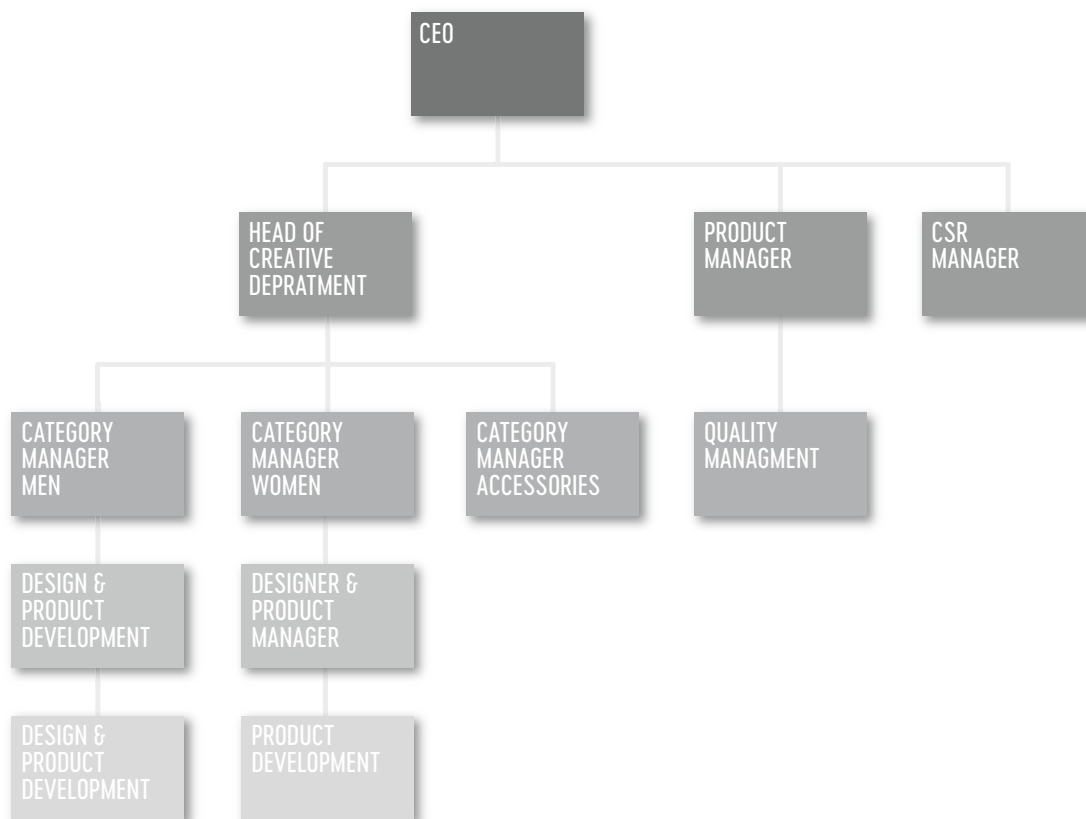 CEO
HEAD OF
CREATIVE
DEPRATMENT
PRODUCT
MANAGER
CSR
MANAGER
CATEGORY
MANAGER
MEN
CATEGORY
MANAGER
WOMEN
CATEGORY
MANAGER
ACCESSORIES
QUALITY
MANAGMENT
DESIGN &
PRODUCT
DEVELOPMENT
DESIGNER &
PRODUCT
MANAGER
DESIGN &
PRODUCT
DEVELOPMENT
PRODUCT
DEVELOPMENT